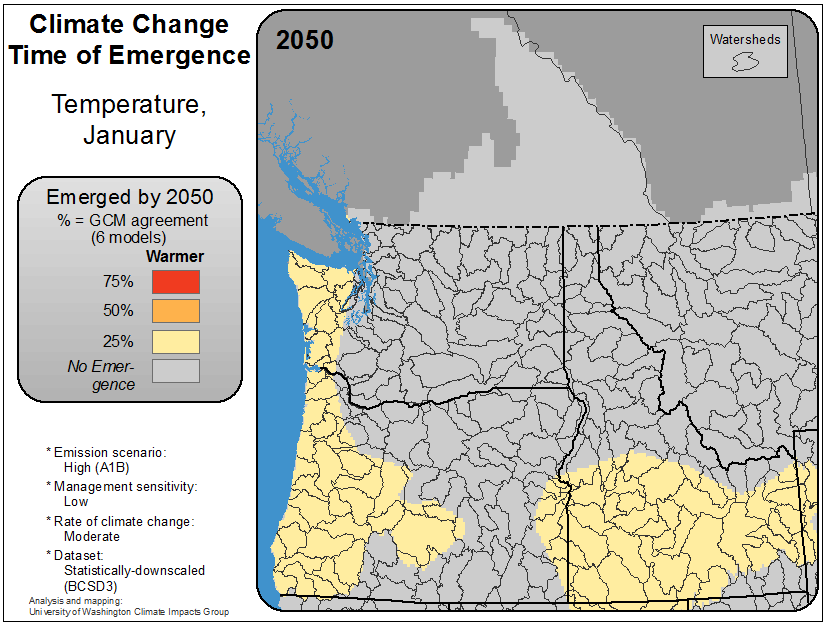 Climate Change
Time of Emergence
Temperature,
January
Emerged by 2050
% = GCM agreement
(6 models)
Warmer
75%
50%
25%
No Emer-
gence
* Emission scenario:
High (A1B)
* Management sensitivity:
Low
* Rate of climate change:
Moderate
* Dataset:
Statistically-downscaled
(BCSD3)
Analysis and mapping:
University of Washington Climate Impacts Group
2050
Watersheds